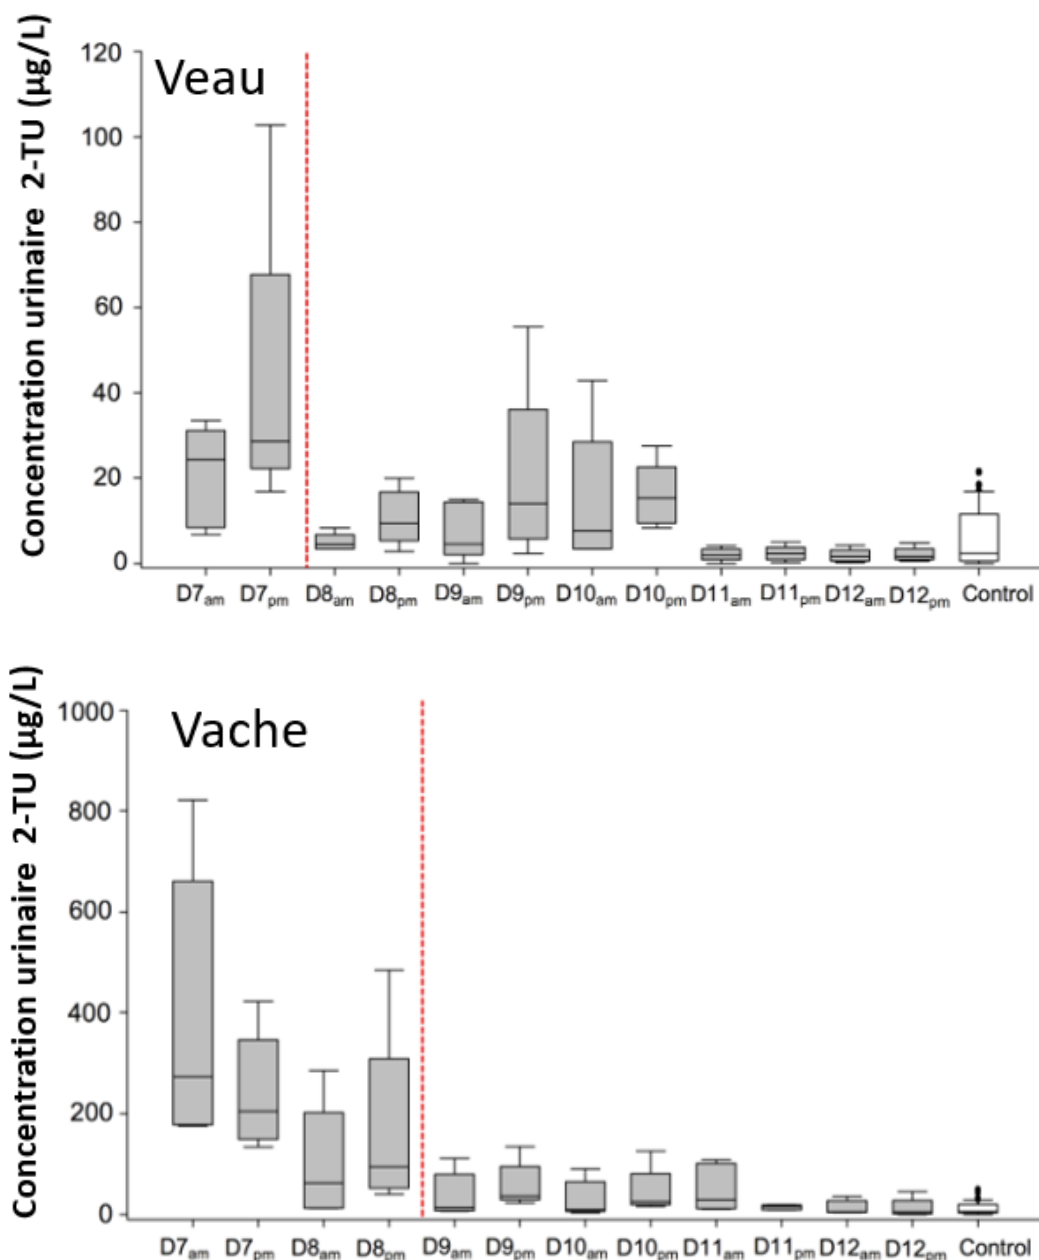 Concentration urinaire 2-TU (µg/L)
Veau
120
100
80
60
40
20
0
D7am D7pm D8am D8pm D9am D9pm D10am D10pm D11am D11pm D12am D12pm Control
Concentration urinaire 2-TU (µg/L)
Vache
1000
800
600
400
200
0
D7am D7pm D8am D8pm D9am D9pm D10am D10pm D11am D11pm D12am D12pm Control